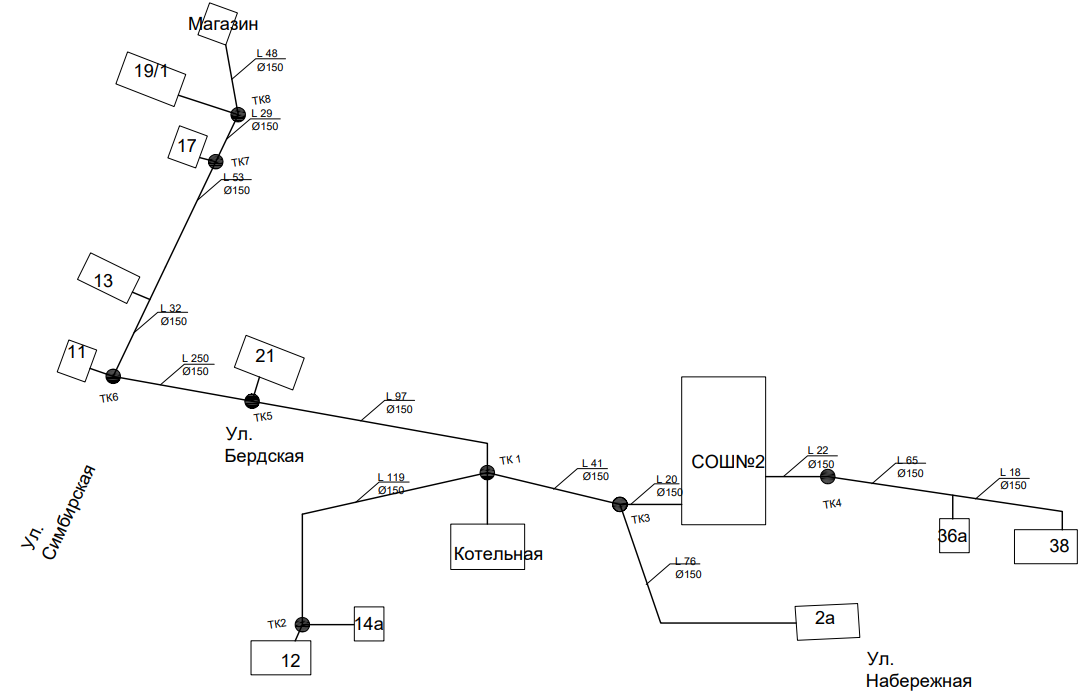 Магазин
L 48
Ø150
19/1
ТК8
L 29
Ø150
17
ТК7
L 53
Ø150
13
L 32
Ø150
11
ТК6
L 250
Ø150
21
ТК5
L 97
Ø150
Ул.
Бердская
Ул.
Симбирская
ТК 1
L 119
Ø150
L 41
Ø150
Котельная
L 20
Ø150
ТК3
СОШ№2
L 22
Ø150
ТК4
L 65
Ø150
L 18
Ø150
36а
38
L 76
Ø150
2а
ТК2
14а
12
Ул.
Набережная